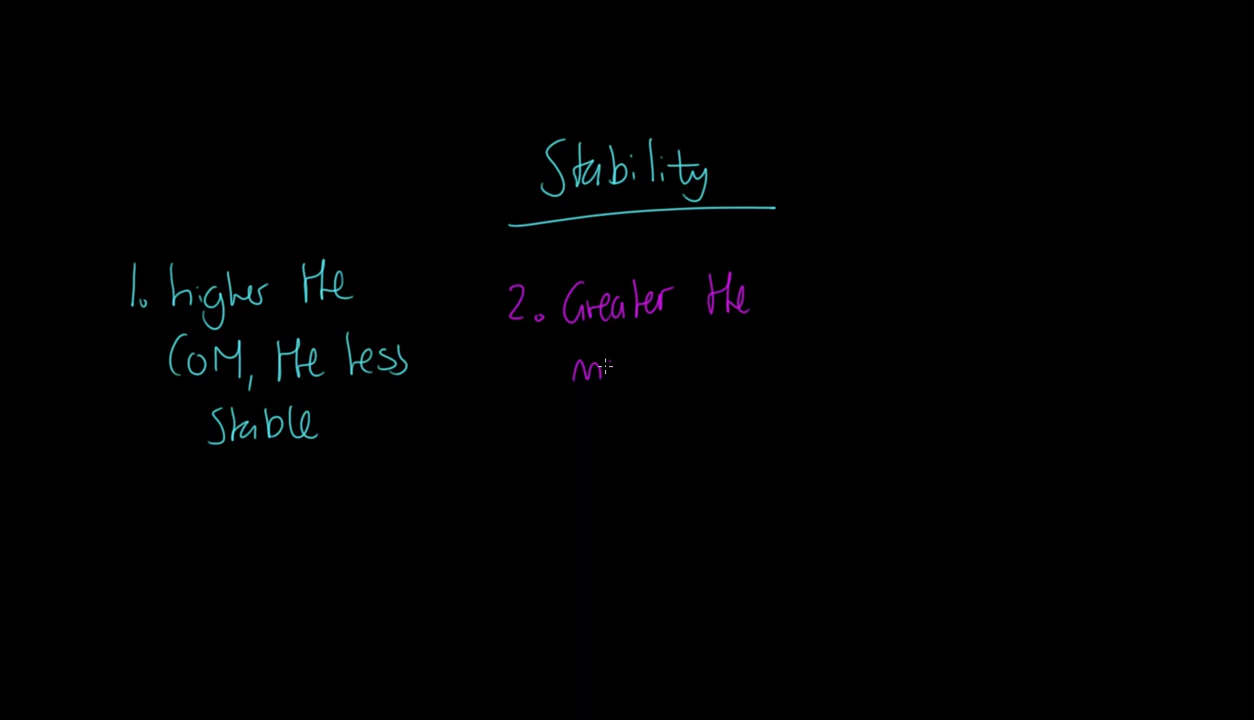 Stability
1. higher the
COM, the less
Stable
2. Greater the
m